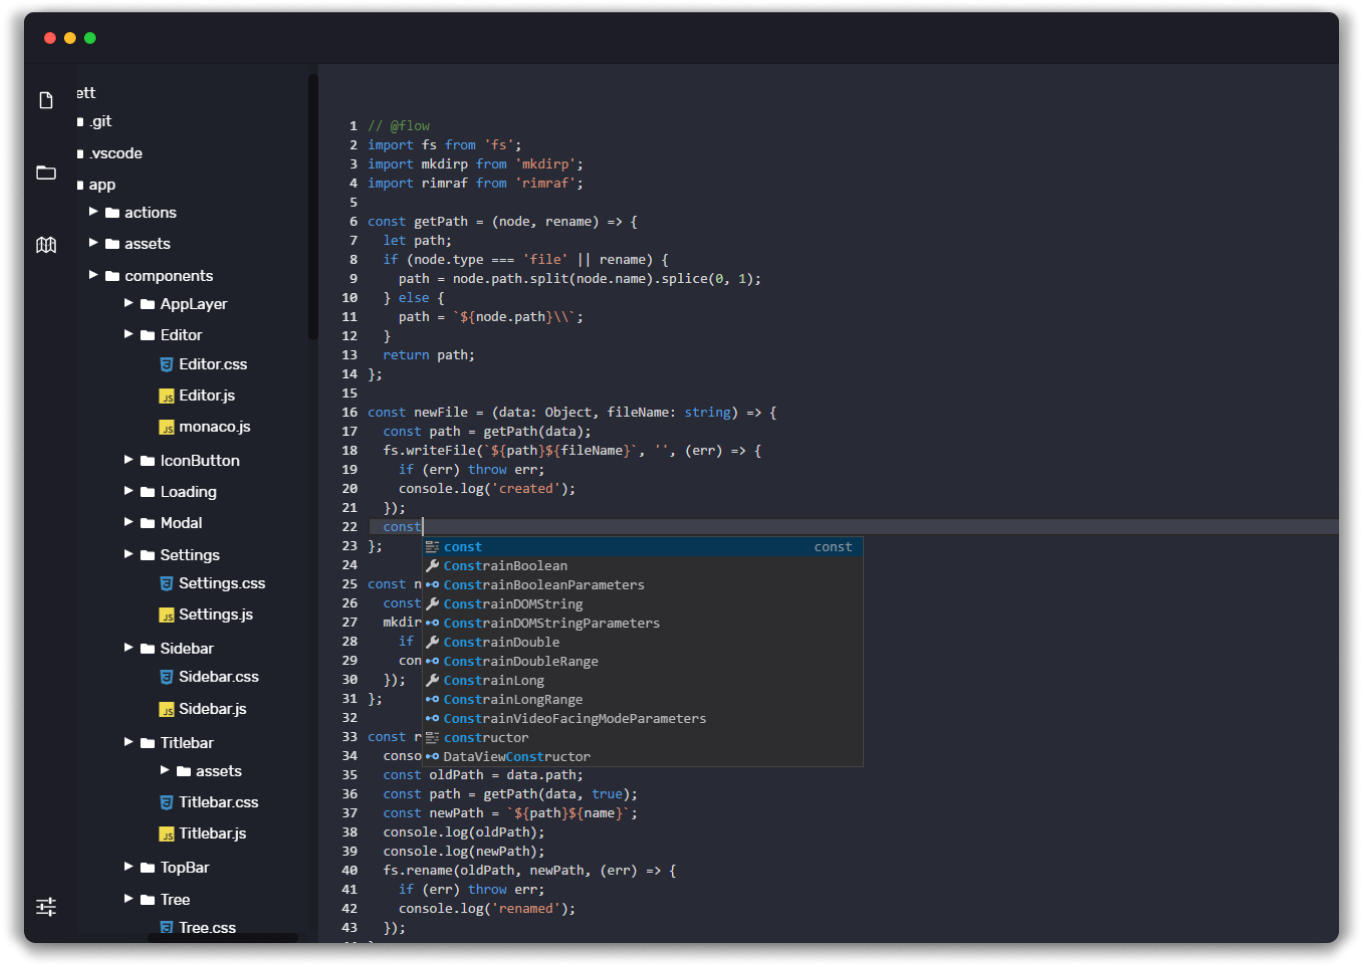 ett
.git
.vscode
app
actions
assets
components
AppLayer
Editor
Editor.css
Editor.js
monaco.js
IconButton
Loading
Modal
Settings
Settings.css
Settings.js
Sidebar
Sidebar.css
Sidebar.js
Titlebar
assets
Titlebar.css
Titlebar.js
TopBar
Tree
Tree.css
1 // @flow
2 import fs from 'fs';
3 import mkdirp from 'mkdirp';
4 import rimraf from 'rimraf';
5
6 const getPath = (node, rename) => {
7 let path;
8 if (node.type === 'file' || rename) {
9 path = node.path.split(node.name).splice(0, 1);
10 } else {
11 path = `${node.path}\\`;
12 }
13 return path;
14 };
15
16 const newFile = (data: Object, fileName: string) => {
17 const path = getPath(data);
18 fs.writeFile(`${path}${fileName}`, '', (err) => {
19 if (err) throw err;
20 console.log('created');
21 });
22 const
23 };
24
25 const n
26 const
27 mkdir
28 if
29 con
30 });
31 };
32
33 const r
34 conso
35 const oldPath = data.path;
36 const path = getPath(data, true);
37 const newPath = `${path}${name}`;
38 console.log(oldPath);
39 console.log(newPath);
40 fs.rename(oldPath, newPath, (err) => {
41 if (err) throw err;
42 console.log('renamed');
43 });
const const
ConstrainBoolean
ConstrainBooleanParameters
ConstrainDOMString
ConstrainDOMStringParameters
ConstrainDouble
ConstrainDoubleRange
ConstrainLong
ConstrainLongRange
ConstrainVideoFacingModeParameters
constructor
DataViewConstructor